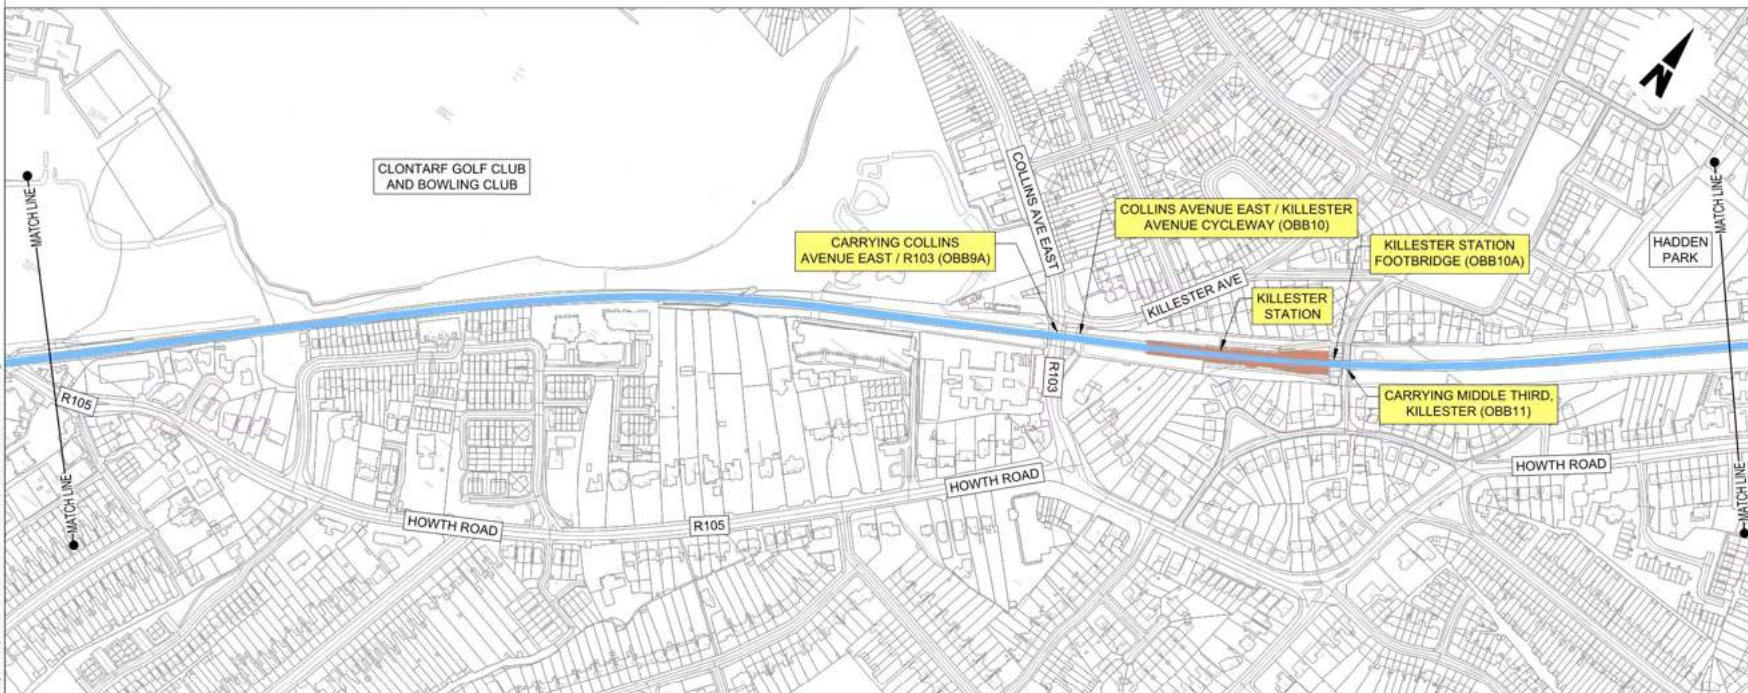 N
CLONTARF GOLF CLUB
AND BOWLING CLUB
MATCH LINE
MATCH LINE
COLLINS AVE EAST
COLLINS AVENUE EAST / KILLESTER
AVENUE CYCLEWAY (OBB10)
CARRYING COLLINS
AVENUE EAST / R103 (OBB9A)
KILLESTER STATION
FOOTBRIDGE (OBB10A)
HADDEN
PARK
KILLESTER AVE
KILLESTER
STATION
R103
CARRYING MIDDLE THIRD,
KILLESTER (OBB11)
R105
HOWTH ROAD
HOWTH ROAD
MATCH LINE
MATCH LINE
HOWTH ROAD
R105